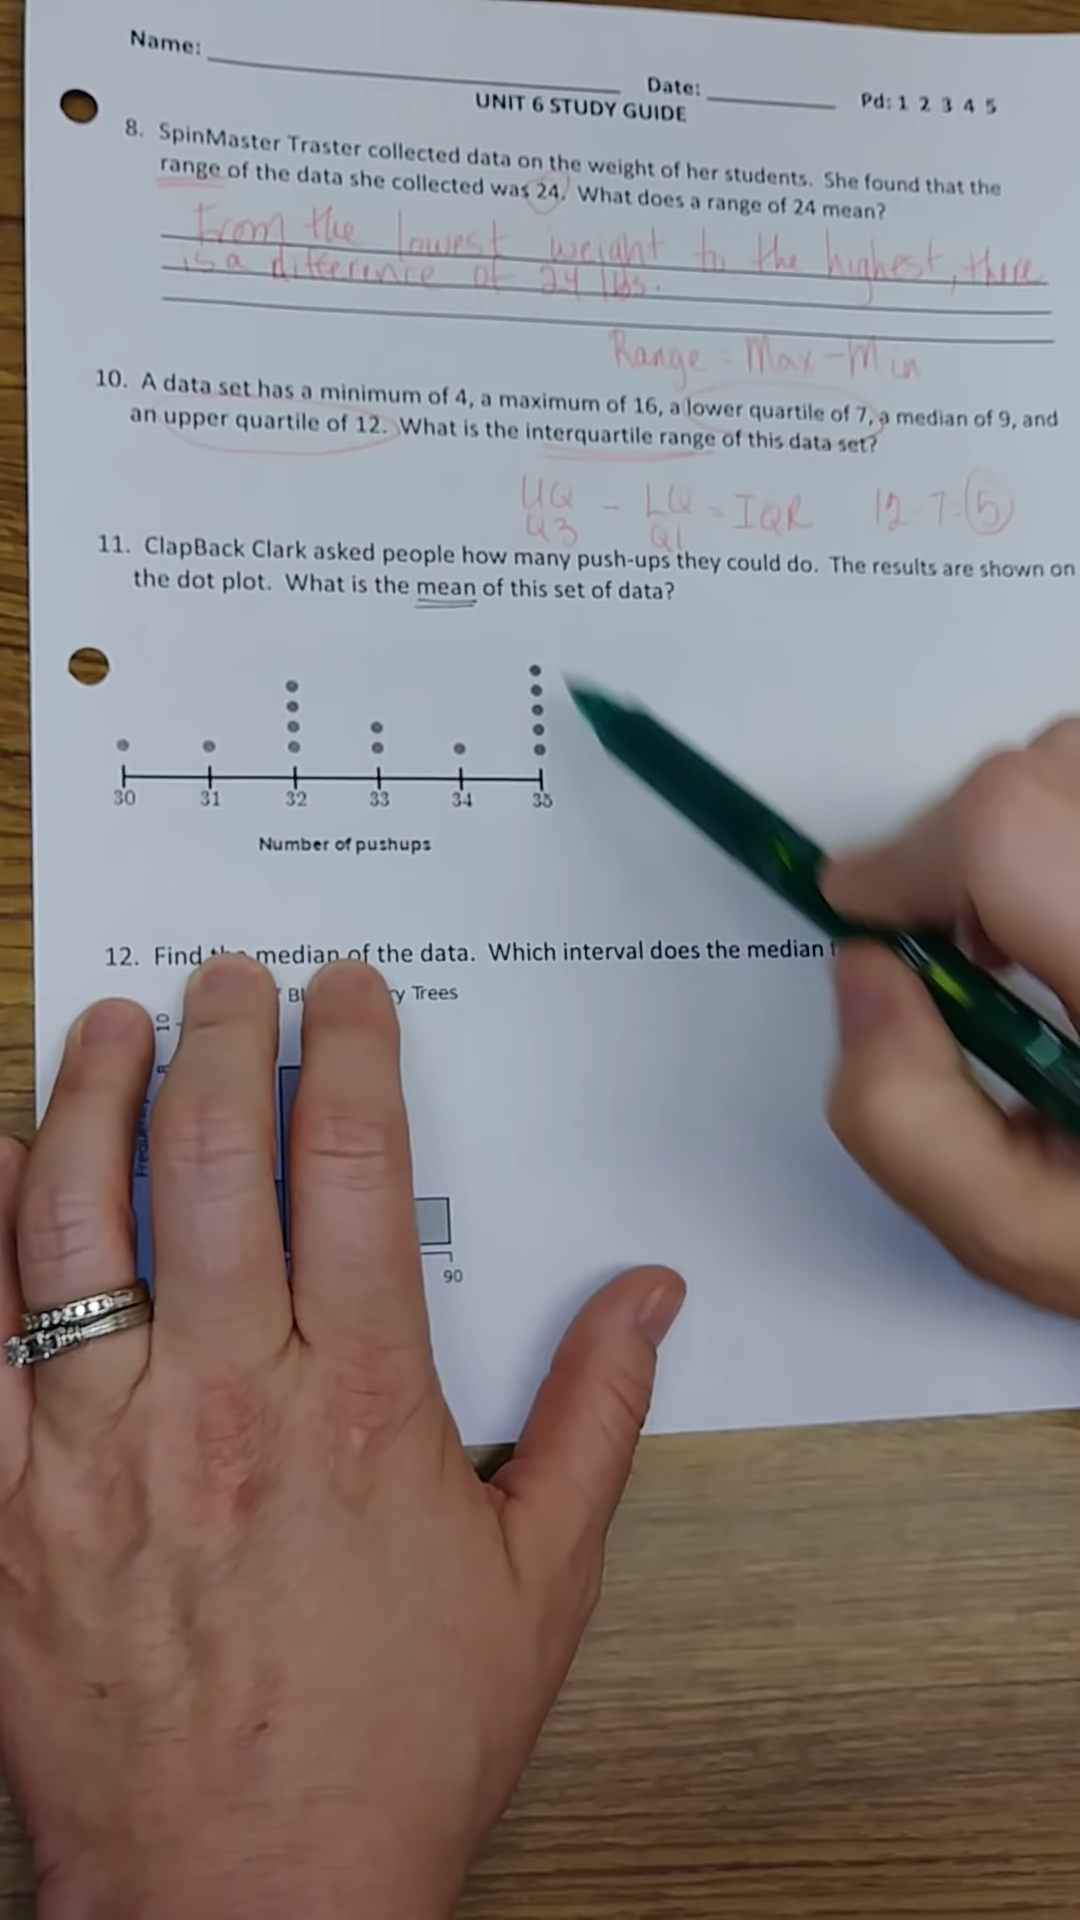 Name:
Date:
Pd: 1 2 3 4 5
UNIT 6 STUDY GUIDE
8. SpinMaster Traster collected data on the weight of her students. She found that the
range of the data she collected was 24. What does a range of 24 mean?
From the lowest weight to the highest, there
is a difference of 24 lbs.
Range = Max - Min
10. A data set has a minimum of 4, a maximum of 16, a lower quartile of 7, a median of 9, and
an upper quartile of 12. What is the interquartile range of this data set?
UQ - LQ = IQR 12-7=5
Q3 Q1
11. ClapBack Clark asked people how many push-ups they could do. The results are shown on
the dot plot. What is the mean of this set of data?
30 31 32 33 34 35
Number of pushups
12. Find median of the data. Which interval does the median
Trees
10
90